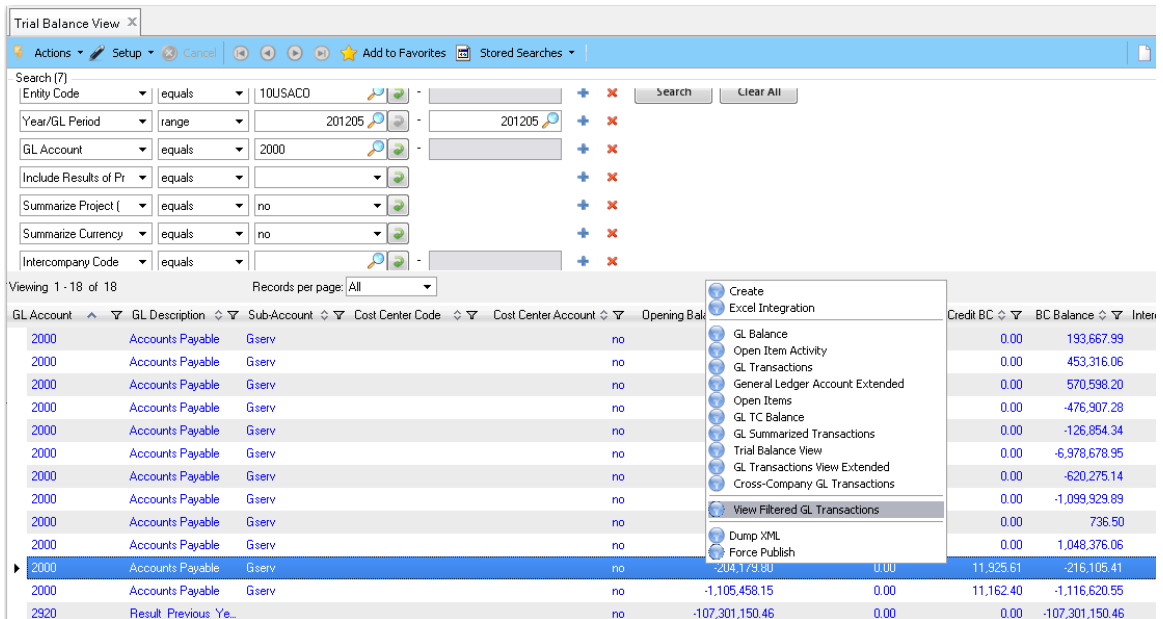 Trial Balance View
Actions Setup Cancel Add to Favorites Stored Searches
Search (7)
Entity Code equals 10USACO - Search Clear All
Year/GL Period range 201205 - 201205
GL Account equals 2000 -
Include Results of Pr equals
Summarize Project ( equals no
Summarize Currency equals no
Intercompany Code equals -
Viewing 1 - 18 of 18 Records per page: All
GL Account GL Description Sub-Account Cost Center Code Cost Center Account Opening Bala Credit BC BC Balance Interc
2000 Accounts Payable Gserv no 0.00 193,667.99
2000 Accounts Payable Gserv no 0.00 453,316.06
2000 Accounts Payable Gserv no 0.00 570,598.20
2000 Accounts Payable Gserv no 0.00 -476,907.28
2000 Accounts Payable Gserv no 0.00 -126,854.34
2000 Accounts Payable Gserv no 0.00 -6,978,678.95
2000 Accounts Payable Gserv no 0.00 -620,275.14
2000 Accounts Payable Gserv no 0.00 -1,099,929.89
2000 Accounts Payable Gserv no 0.00 736.50
2000 Accounts Payable Gserv no 0.00 1,048,376.06
2000 Accounts Payable Gserv no -204,179.80 0.00 11,925.61 -216,105.41
2000 Accounts Payable Gserv no -1,105,458.15 0.00 11,162.40 -1,116,620.55
2920 Result Previous Ye... no -107,301,150.46 0.00 0.00 -107,301,150.46
Create
Excel Integration
GL Balance
Open Item Activity
GL Transactions
General Ledger Account Extended
Open Items
GL TC Balance
GL Summarized Transactions
Trial Balance View
GL Transactions View Extended
Cross-Company GL Transactions
View Filtered GL Transactions
Dump XML
Force Publish